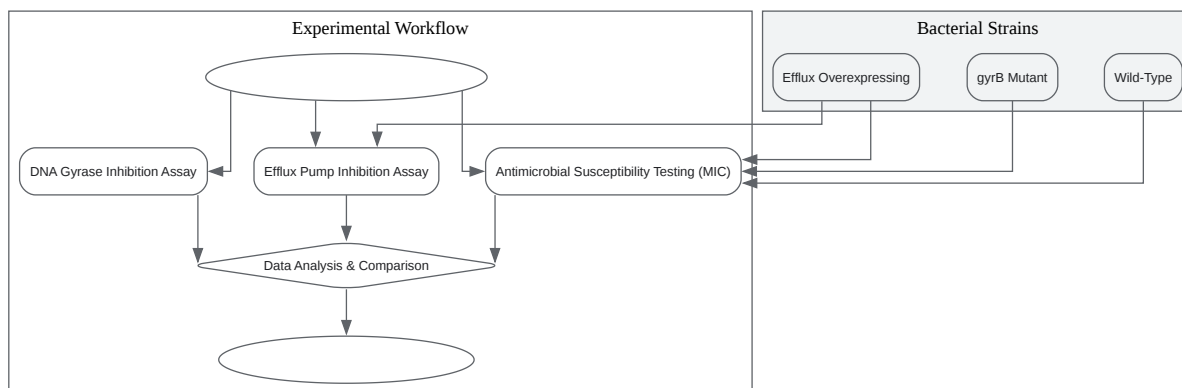 Experimental Workflow
Bacterial Strains
Efflux Overexpressing
gyrB Mutant
Wild-Type
DNA Gyrase Inhibition Assay
Efflux Pump Inhibition Assay
Antimicrobial Susceptibility Testing (MIC)
Data Analysis & Comparison